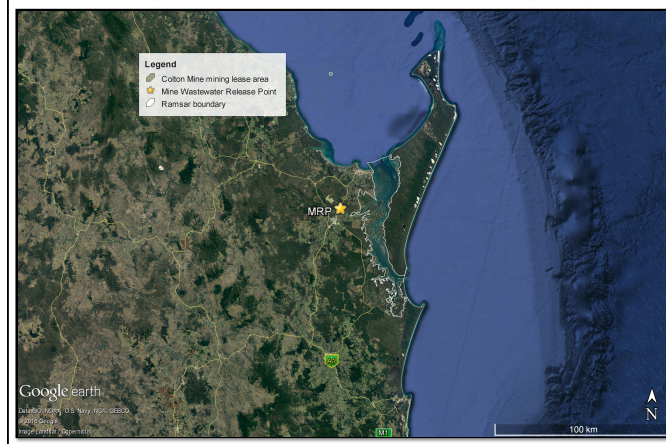 Legend
Colton Mine mining lease area
Mine Wastewater Release Point
Ramsar boundary
MRP
Google earth
Data SIO, NOAA, U.S. Navy, NGA, GEBCO
© 2016 Google
Image Landsat / Copernicus
M1
100 km
N